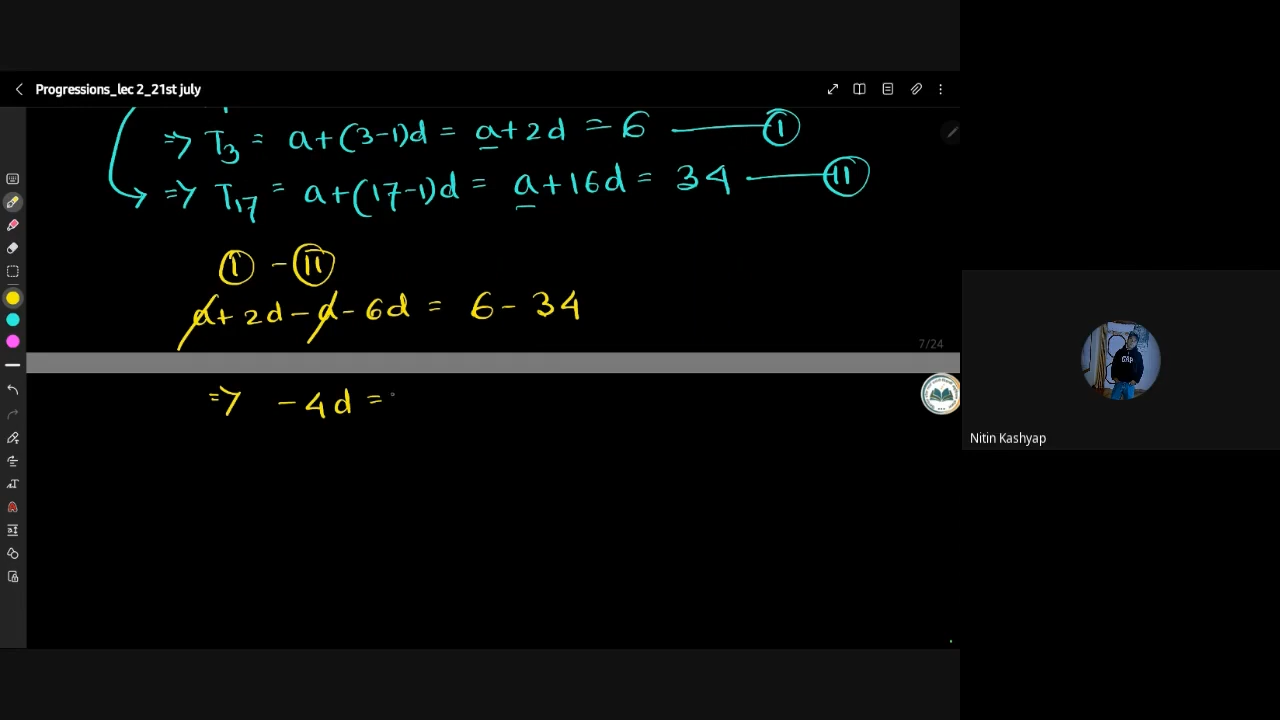 Progressions_lec 2_21st july
=> T3 = a+(3-1)d = a+2d = 6 ——— I
=> T17 = a+(17-1)d = a+16d = 34 ——— II
I - II
a+2d-a-6d = 6-34
7/24
=> -4d =
Nitin Kashyap